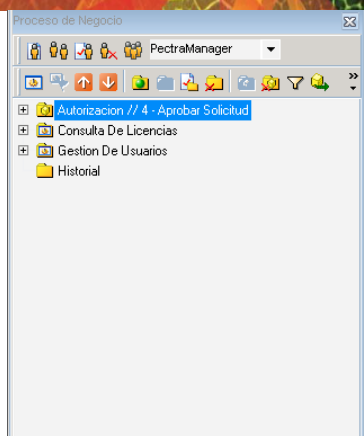 Proceso de Negocio
PectraManager
Autorizacion // 4 - Aprobar Solicitud
Consulta De Licencias
Gestion De Usuarios
Historial